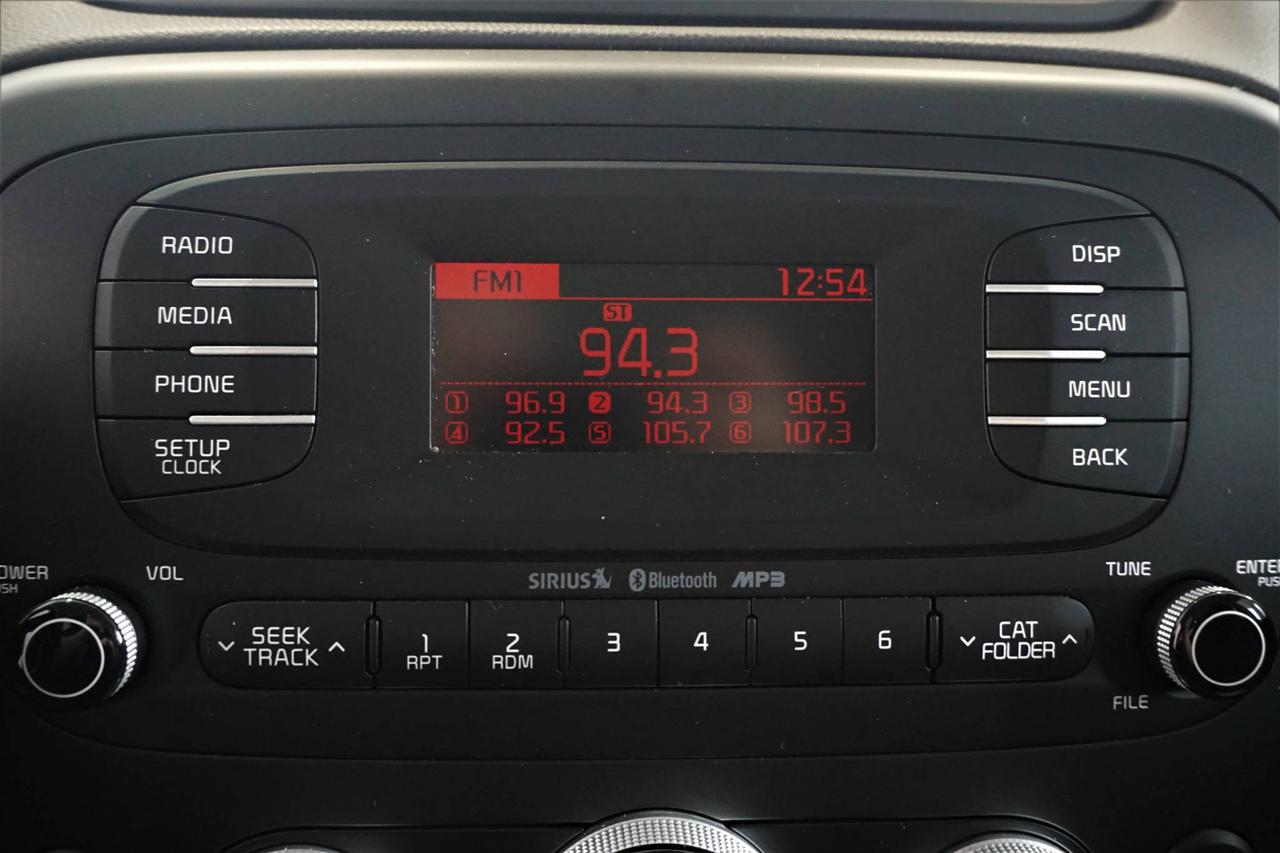 RADIO
MEDIA
PHONE
SETUP
CLOCK
FM1 12:54
ST
94.3
1 96.9 2 94.3 3 98.5
4 92.5 5 105.7 6 107.3
DISP
SCAN
MENU
BACK
VOL
SIRIUS Bluetooth MP3
TUNE
SEEK
TRACK
1
RPT
2
RDM
3
4
5
6
CAT
FOLDER
FILE